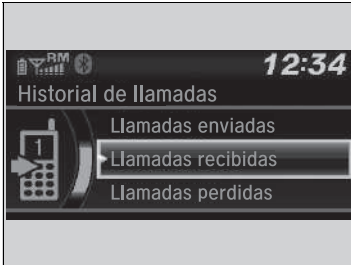 RM 12:34
Historial de llamadas
Llamadas enviadas
1
Llamadas recibidas
Llamadas perdidas